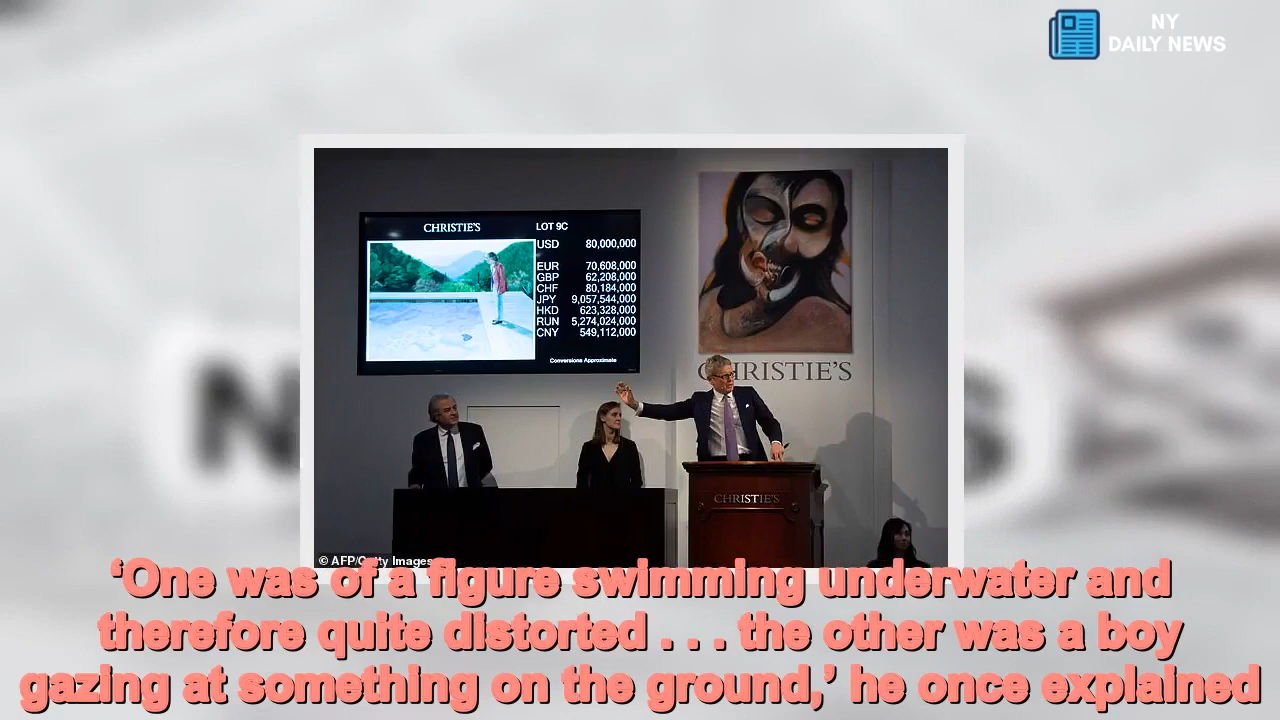 NY
DAILY NEWS
CHRISTIE'S LOT 9C
USD 80,000,000
EUR 70,608,000
GBP 62,208,000
CHF 80,184,000
JPY 9,057,544,000
HKD 623,328,000
RUN 5,274,024,000
CNY 549,112,000
Conversions Approximate
CHRISTIE'S
CHRISTIE'S
© AFP/Getty Images
‘One was of a figure swimming underwater and
therefore quite distorted . . . the other was a boy
gazing at something on the ground,’ he once explained